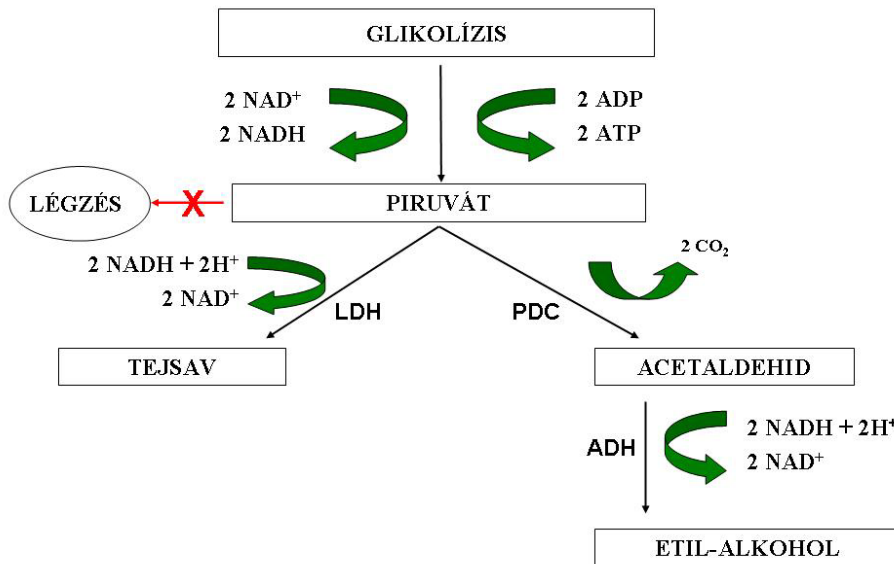 GLIKOLÍZIS
2 NAD⁺
2 NADH
2 ADP
2 ATP
LÉGZÉS
X
PIRUVÁT
2 NADH + 2H⁺
2 NAD⁺
2 CO₂
LDH
PDC
TEJSAV
ACETALDEHID
ADH
2 NADH + 2H⁺
2 NAD⁺
ETIL-ALKOHOL